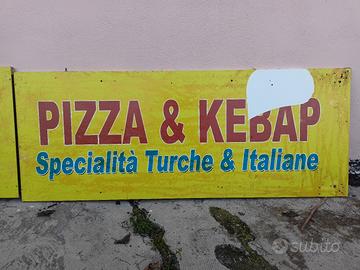 PIZZA & KEBAP
Specialità Turche & Italiane
subito